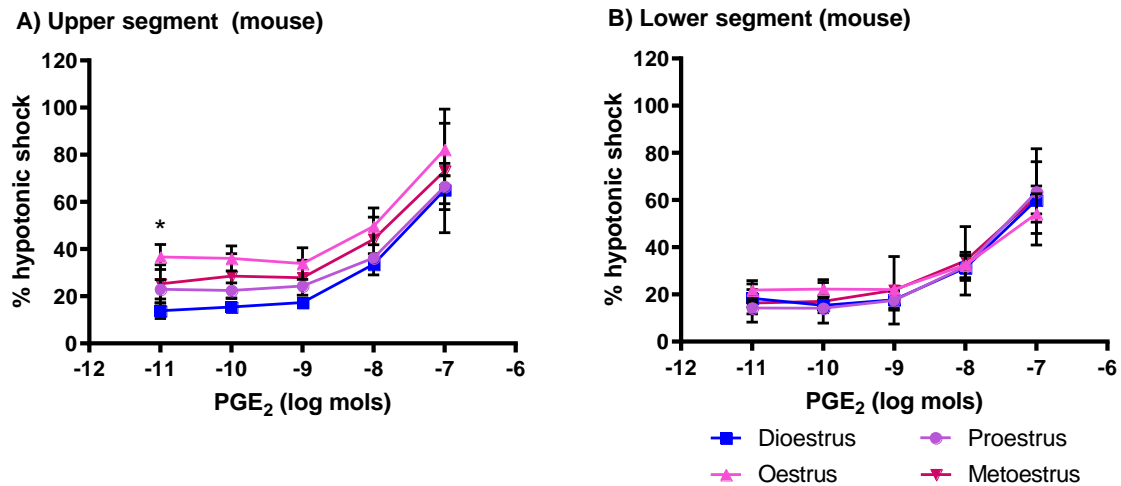 A) Upper segment (mouse)
120
100
80
60
40
20
0
% hypotonic shock
*
-12 -11 -10 -9 -8 -7 -6
PGE₂ (log mols)
B) Lower segment (mouse)
120
100
80
60
40
20
0
% hypotonic shock
-12 -11 -10 -9 -8 -7 -6
PGE₂ (log mols)
Dioestrus Proestrus
Oestrus Metoestrus